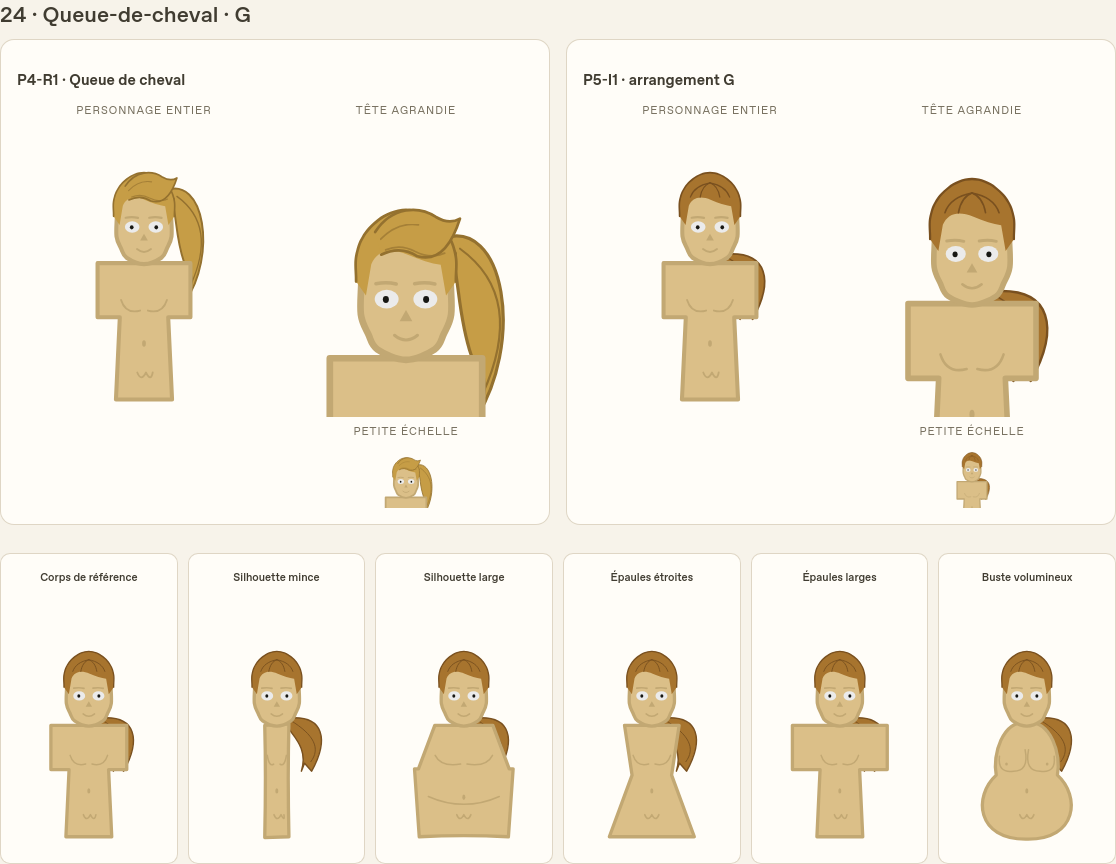 24 · Queue-de-cheval · G
P4-R1 · Queue de cheval
PERSONNAGE ENTIER
TÊTE AGRANDIE
PETITE ÉCHELLE
P5-I1 · arrangement G
PERSONNAGE ENTIER
TÊTE AGRANDIE
PETITE ÉCHELLE
Corps de référence
Silhouette mince
Silhouette large
Épaules étroites
Épaules larges
Buste volumineux